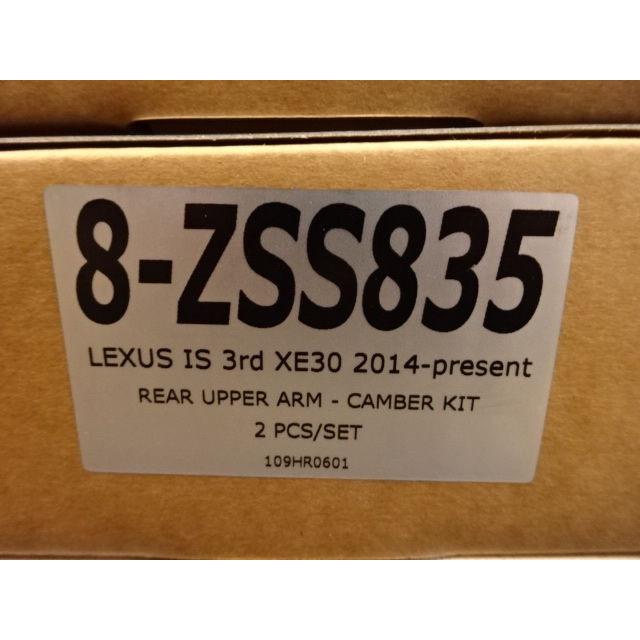 8-ZSS835
LEXUS IS 3rd XE30 2014-present
REAR UPPER ARM - CAMBER KIT
2 PCS/SET
109HR0601